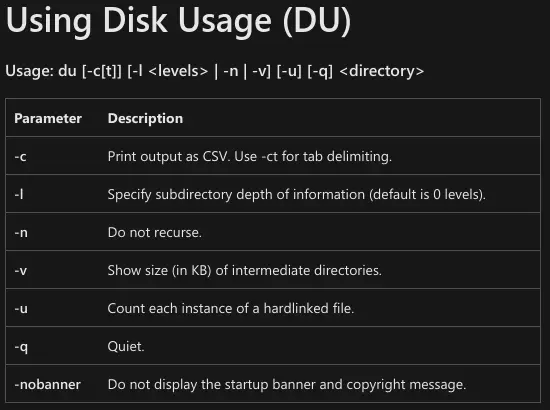 Using Disk Usage (DU)
Usage: du [-c[t]] [-l <levels> | -n | -v] [-u] [-q] <directory>
Parameter Description
-c Print output as CSV. Use -ct for tab delimiting.
-l Specify subdirectory depth of information (default is 0 levels).
-n Do not recurse.
-v Show size (in KB) of intermediate directories.
-u Count each instance of a hardlinked file.
-q Quiet.
-nobanner Do not display the startup banner and copyright message.